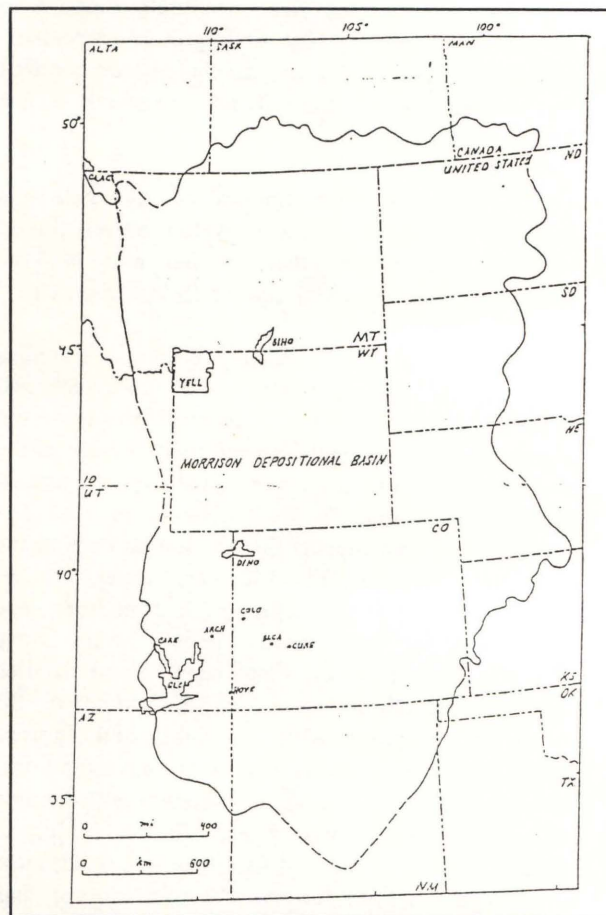 110°
105°
100°
ALTA
SASK
MAN
50°
CANADA
UNITED STATES
ND
GLAC
SD
45°
BIHO
MT
WY
YELL
NE
MORRISON DEPOSITIONAL BASIN
ID
UT
CO
DINO
40°
COLO
ARCH
CARE
BLCA
CURE
GLCA
HOVE
KS
OK
AZ
TX
35°
0 mi 400
0 km 600
N.M